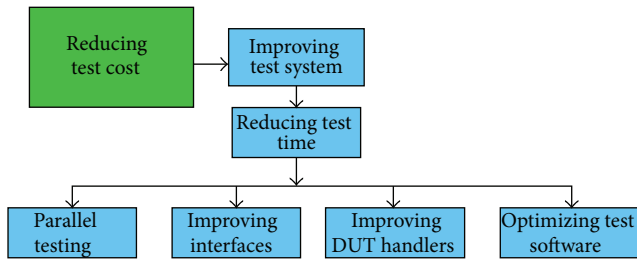 Reducing
test cost
Improving
test system
Reducing test
time
Parallel
testing
Improving
interfaces
Improving
DUT handlers
Optimizing test
software